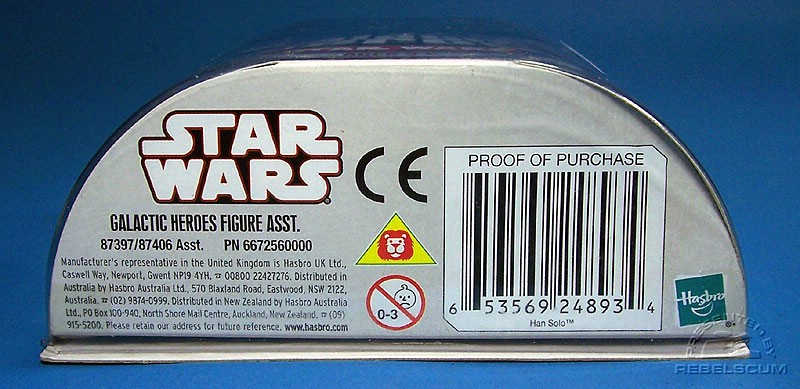 STAR
WARS®
GALACTIC HEROES FIGURE ASST.
87397/87406 Asst. PN 6672560000
Manufacturer's representative in the United Kingdom is Hasbro UK Ltd.,
Caswell Way, Newport, Gwent NP19 4YH. ☎ 00800 22427276. Distributed in
Australia by Hasbro Australia Ltd., 570 Blaxland Road, Eastwood, NSW 2122,
Australia. ☎ (02) 9874-0999. Distributed in New Zealand by Hasbro Australia
Ltd., PO Box 100-940, North Shore Mail Centre, Auckland, New Zealand. ☎ (09)
915-5200. Please retain our address for future reference. www.hasbro.com.
CE
0-3
PROOF OF PURCHASE
6 53569 24893 4
Han Solo™
Hasbro
PRESENTED BY
REBELSCUM